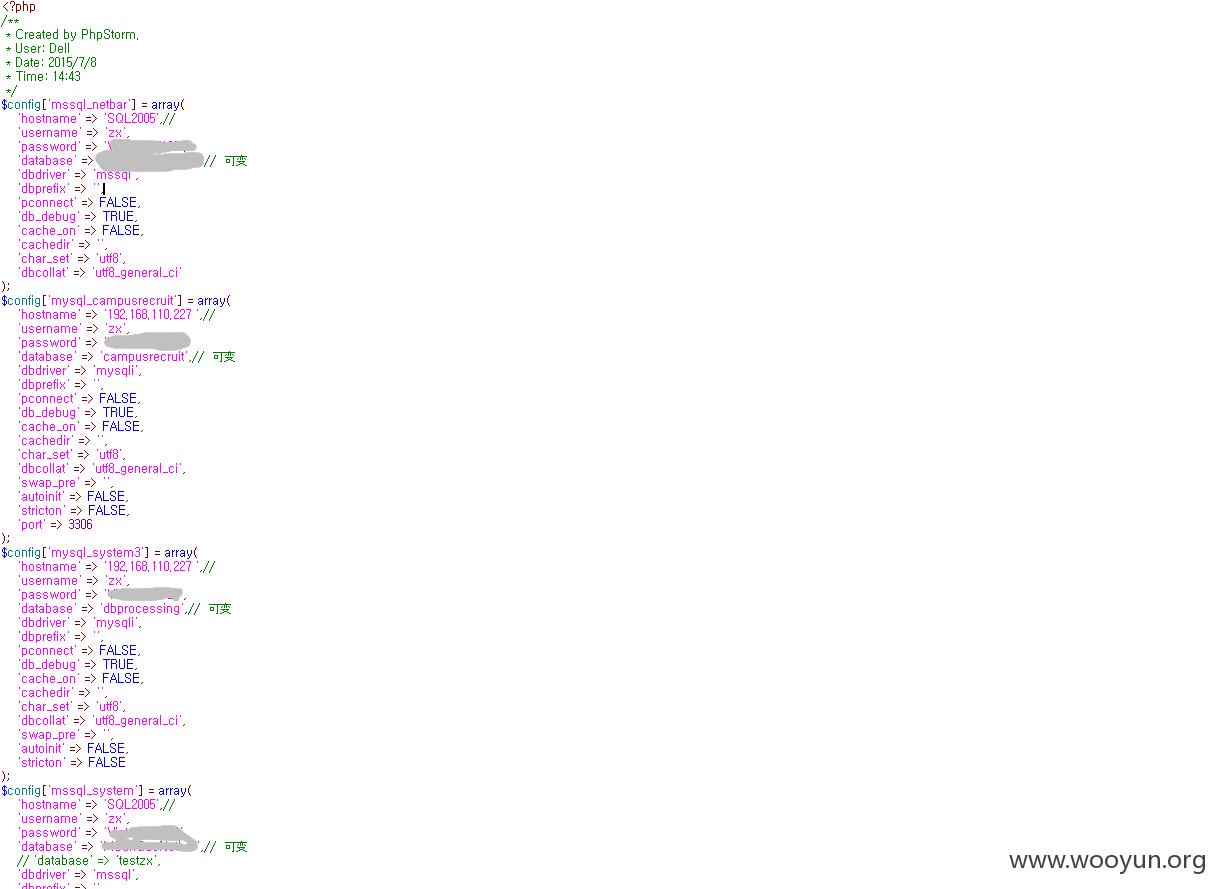 <?php
/**
 * Created by PhpStorm.
 * User: Dell
 * Date: 2015/7/8
 * Time: 14:43
 */
$config['mssql_netbar'] = array(
    'hostname' => 'SQL2005',//
    'username' => 'zx',
    'password' =>
    'database' => // 可变
    'dbdriver' => 'mssql',
    'dbprefix' => '',
    'pconnect' => FALSE,
    'db_debug' => TRUE,
    'cache_on' => FALSE,
    'cachedir' => '',
    'char_set' => 'utf8',
    'dbcollat' => 'utf8_general_ci'
);
$config['mysql_campusrecruit'] = array(
    'hostname' => '192.168.110.227 ',//
    'username' => 'zx',
    'password' =>
    'database' => 'campusrecruit',// 可变
    'dbdriver' => 'mysqli',
    'dbprefix' => '',
    'pconnect' => FALSE,
    'db_debug' => TRUE,
    'cache_on' => FALSE,
    'cachedir' => '',
    'char_set' => 'utf8',
    'dbcollat' => 'utf8_general_ci',
    'swap_pre' => '',
    'autoinit' => FALSE,
    'stricton' => FALSE,
    'port' => 3306
);
$config['mysql_system3'] = array(
    'hostname' => '192.168.110.227 ',//
    'username' => 'zx',
    'password' =>
    'database' => 'dbprocessing',// 可变
    'dbdriver' => 'mysqli',
    'dbprefix' => '',
    'pconnect' => FALSE,
    'db_debug' => TRUE,
    'cache_on' => FALSE,
    'cachedir' => '',
    'char_set' => 'utf8',
    'dbcollat' => 'utf8_general_ci',
    'swap_pre' => '',
    'autoinit' => FALSE,
    'stricton' => FALSE
);
$config['mssql_system'] = array(
    'hostname' => 'SQL2005',//
    'username' => 'zx',
    'password' =>
    'database' => ,// 可变
    // 'database' => 'testzx',
    'dbdriver' => 'mssql',
    'dbprefix' => ''
www.wooyun.org